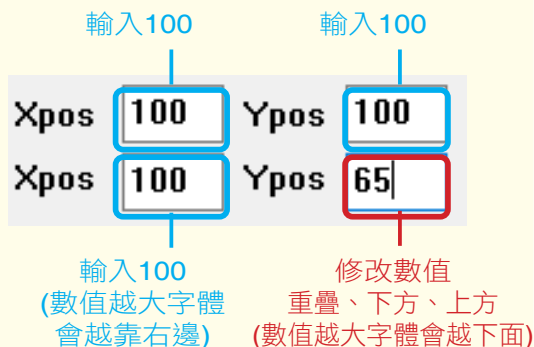 輸入100 輸入100
Xpos 100 Ypos 100
Xpos 100 Ypos 65
輸入100
(數值越大字體
會越靠右邊)
修改數值
重疊、下方、上方
(數值越大字體會越下面)